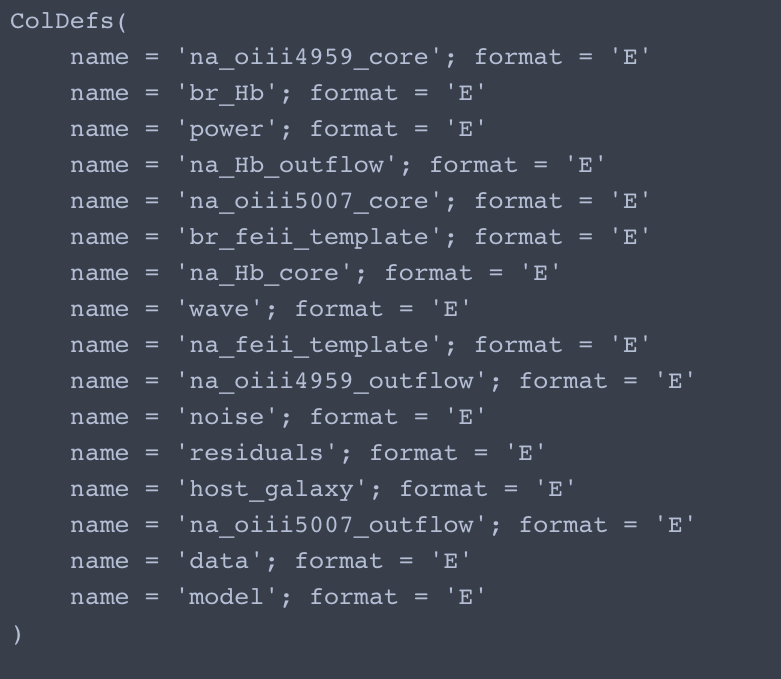 ColDefs(
    name = 'na_oiii4959_core'; format = 'E'
    name = 'br_Hb'; format = 'E'
    name = 'power'; format = 'E'
    name = 'na_Hb_outflow'; format = 'E'
    name = 'na_oiii5007_core'; format = 'E'
    name = 'br_feii_template'; format = 'E'
    name = 'na_Hb_core'; format = 'E'
    name = 'wave'; format = 'E'
    name = 'na_feii_template'; format = 'E'
    name = 'na_oiii4959_outflow'; format = 'E'
    name = 'noise'; format = 'E'
    name = 'residuals'; format = 'E'
    name = 'host_galaxy'; format = 'E'
    name = 'na_oiii5007_outflow'; format = 'E'
    name = 'data'; format = 'E'
    name = 'model'; format = 'E'
)